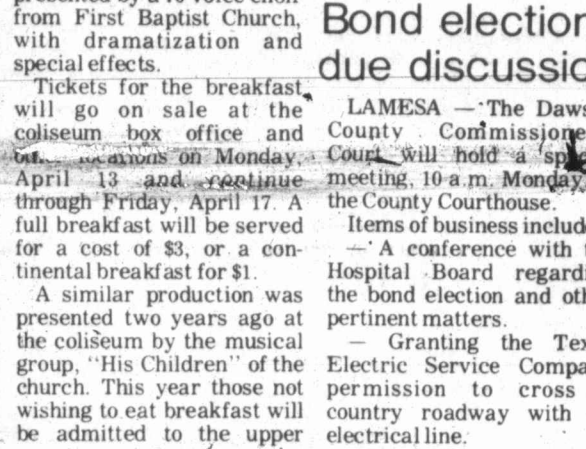 from First Baptist Church,
with dramatization and
special effects.
Tickets for the breakfast
will go on sale at the
coliseum box office and
on Monday,
April 13 and continue
through Friday, April 17. A
full breakfast will be served
for a cost of $3, or a con-
tinental breakfast for $1.
A similar production was
presented two years ago at
the coliseum by the musical
group, "His Children" of the
church. This year those not
wishing to eat breakfast will
be admitted to the upper
Bond election
due discussio
LAMESA — The Daws
County Commissione
Court will hold a spe
meeting, 10 a.m. Monday
the County Courthouse.
Items of business includ
— A conference with t
Hospital Board regardi
the bond election and oth
pertinent matters.
— Granting the Tex
Electric Service Compa
permission to cross
country roadway with
electrical line.